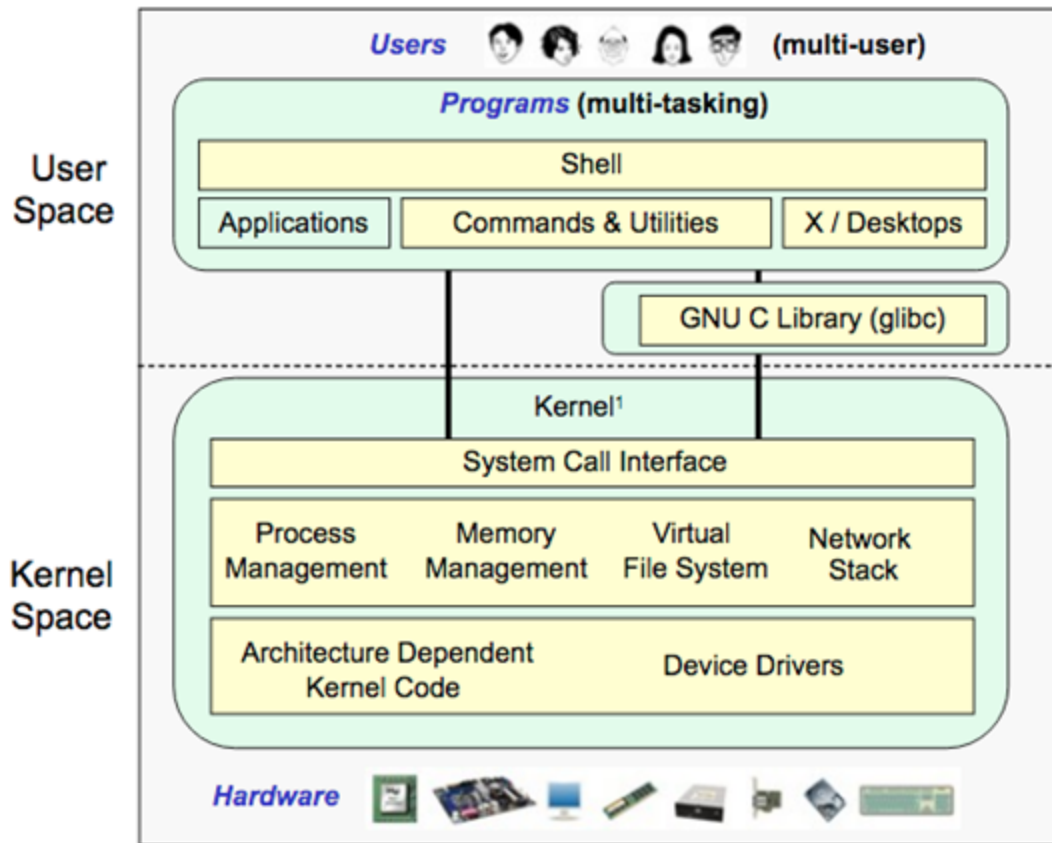 Users (multi-user)
Programs (multi-tasking)
Shell
Applications
Commands & Utilities
X / Desktops
GNU C Library (glibc)
User
Space
Kernel¹
System Call Interface
Process
Management
Memory
Management
Virtual
File System
Network
Stack
Architecture Dependent
Kernel Code
Device Drivers
Kernel
Space
Hardware